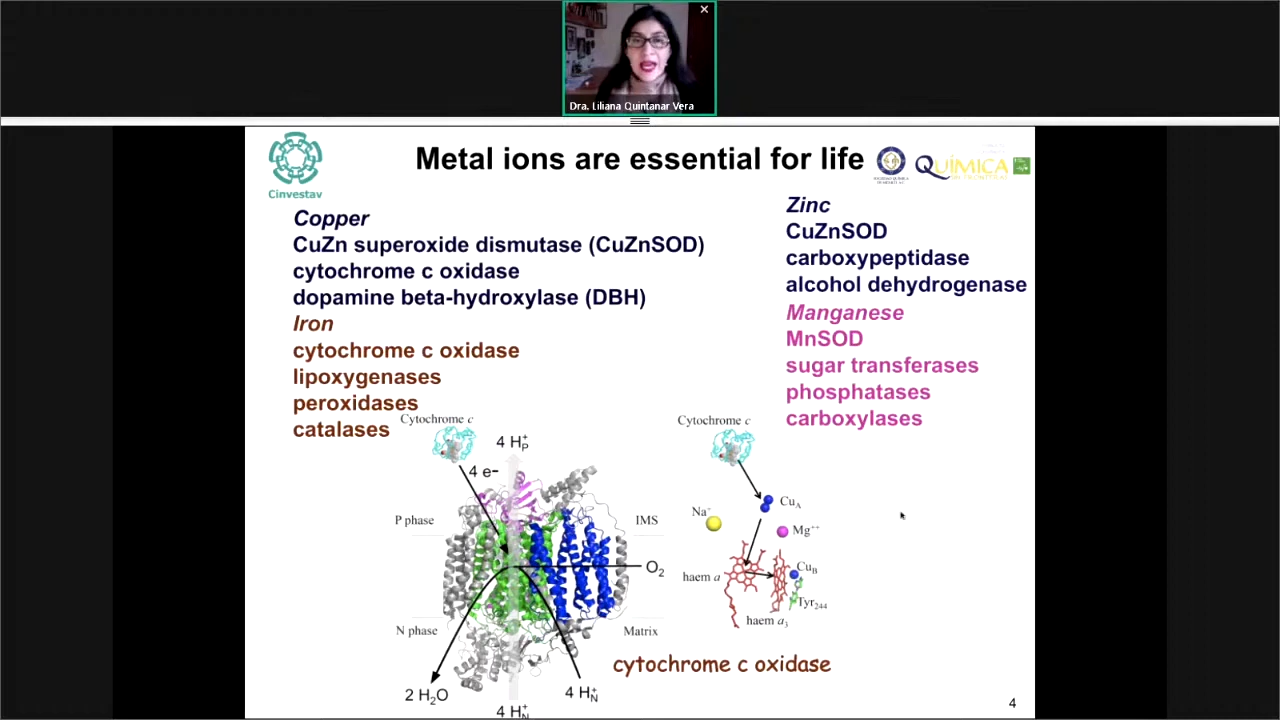 Dra. Liliana Quintanar Vera
Cinvestav
Metal ions are essential for life
QUÍMICA
Copper
CuZn superoxide dismutase (CuZnSOD)
cytochrome c oxidase
dopamine beta-hydroxylase (DBH)
Iron
cytochrome c oxidase
lipoxygenases
peroxidases
catalases
Zinc
CuZnSOD
carboxypeptidase
alcohol dehydrogenase
Manganese
MnSOD
sugar transferases
phosphatases
carboxylases
Cytochrome c
4 H⁺P
4 e⁻
P phase
IMS
O₂
N phase
Matrix
2 H₂O
4 H⁺N
4 H⁺N
Cytochrome c
CuA
Na⁺
Mg⁺⁺
CuB
haem a
Tyr₂₄₄
haem a₃
cytochrome c oxidase
4